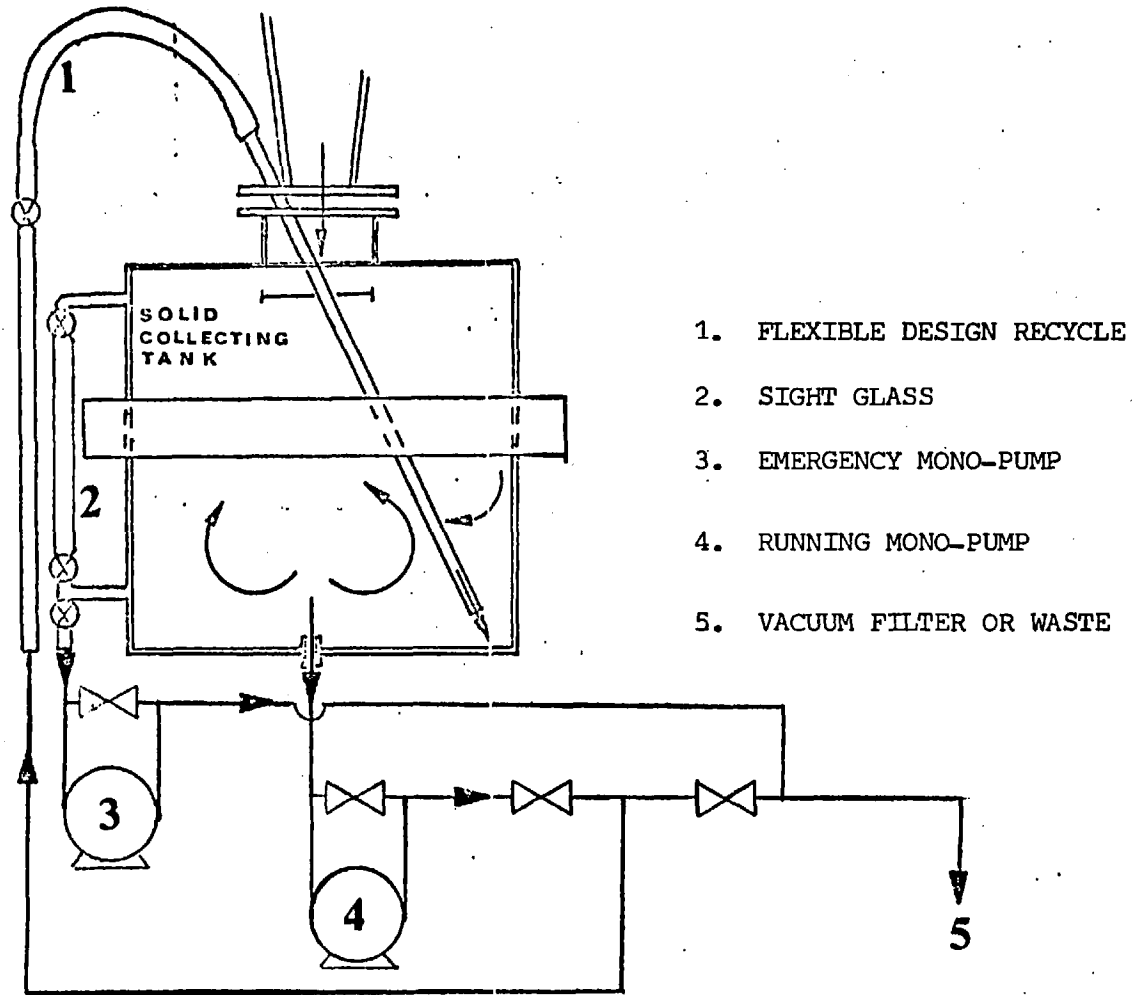 1
SOLID
COLLECTING
TANK
2
3
4
5
1. FLEXIBLE DESIGN RECYCLE
2. SIGHT GLASS
3. EMERGENCY MONO-PUMP
4. RUNNING MONO-PUMP
5. VACUUM FILTER OR WASTE